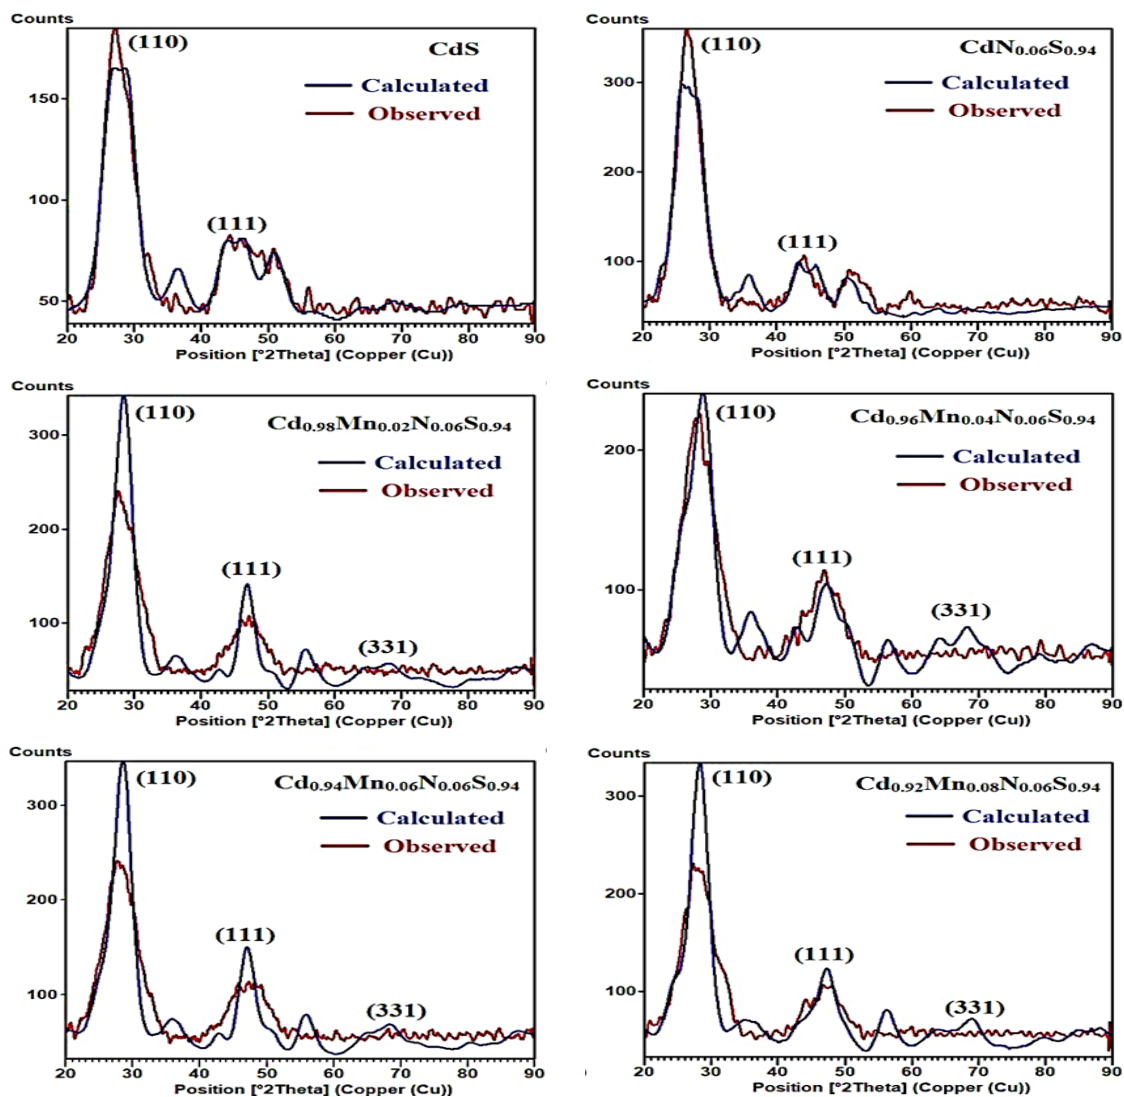 Counts
(110)
CdS
Calculated
Observed
150
100
(111)
50
20 30 40 50 60 70 80 90
Position [°2Theta] (Copper (Cu))
Counts
(110)
CdN0.06S0.94
300
Calculated
Observed
200
(111)
100
20 30 40 50 60 70 80 90
Position [°2Theta] (Copper (Cu))
Counts
(110)
Cd0.98Mn0.02N0.06S0.94
300
Calculated
Observed
200
(111)
100
(331)
20 30 40 50 60 70 80 90
Position [°2Theta] (Copper (Cu))
Counts
(110)
Cd0.96Mn0.04N0.06S0.94
200
Calculated
Observed
(111)
100
(331)
20 30 40 50 60 70 80 90
Position [°2Theta] (Copper (Cu))
Counts
(110)
Cd0.94Mn0.06N0.06S0.94
300
Calculated
Observed
200
(111)
100
(331)
20 30 40 50 60 70 80 90
Position [°2Theta] (Copper (Cu))
Counts
(110)
Cd0.92Mn0.08N0.06S0.94
300
Calculated
Observed
200
(111)
100
(331)
20 30 40 50 60 70 80 90
Position [°2Theta] (Copper (Cu))